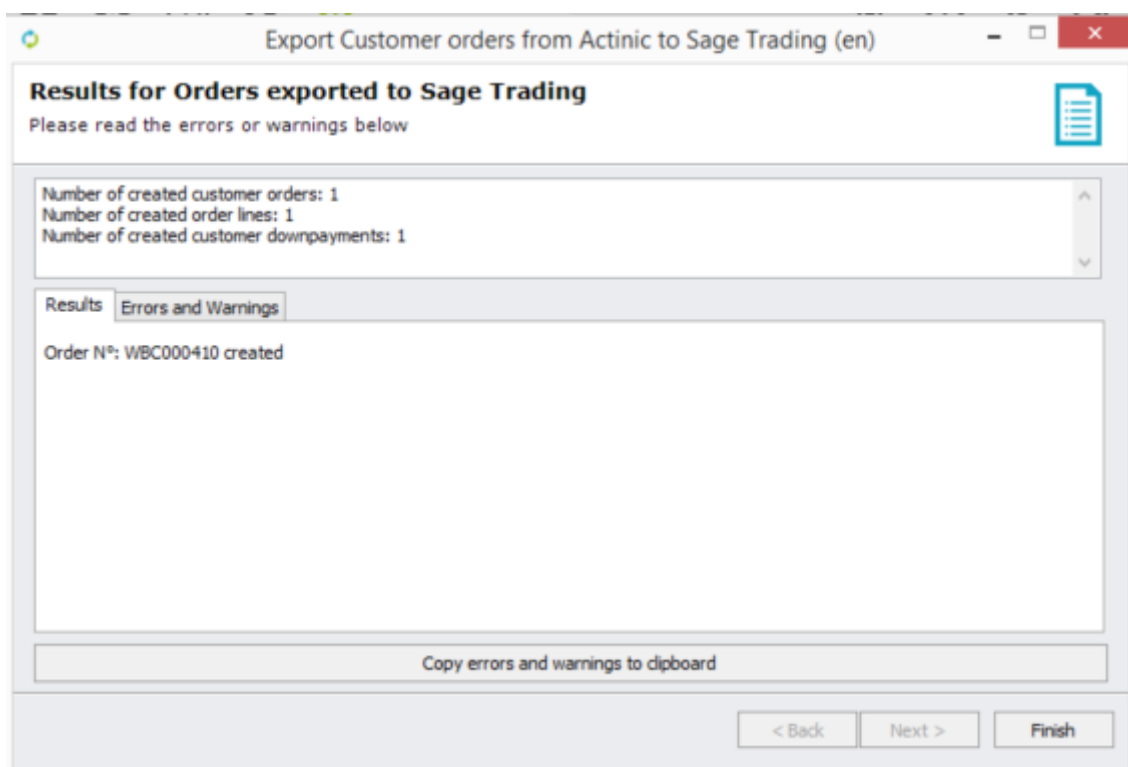 Export Customer orders from Actinic to Sage Trading (en)
Results for Orders exported to Sage Trading
Please read the errors or warnings below
Number of created customer orders: 1
Number of created order lines: 1
Number of created customer downpayments: 1
Results Errors and Warnings
Order Nº: WBC000410 created
Copy errors and warnings to clipboard
< Back Next > Finish